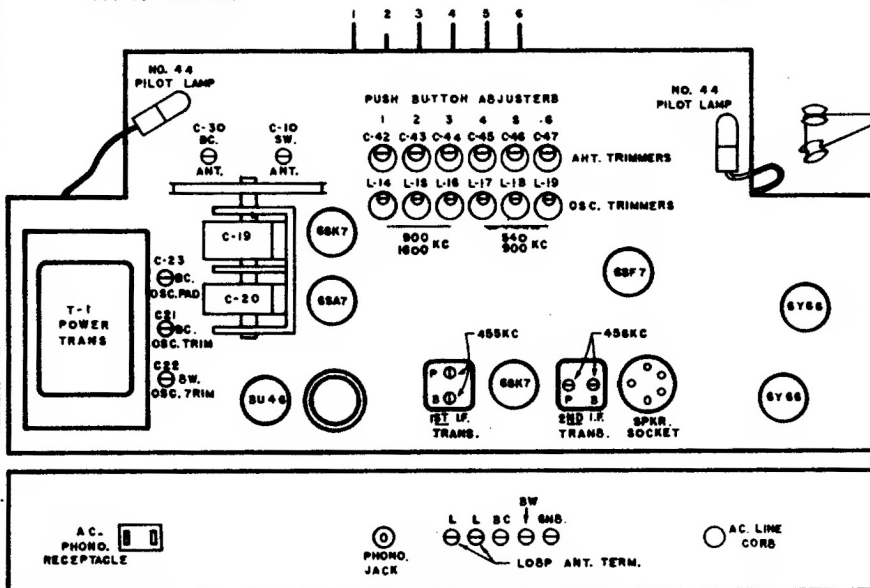 1 2 3 4 5 6
NO. 44
PILOT LAMP
C-30
BC.
ANT.
C-10
SW.
ANT.
PUSH BUTTON ADJUSTERS
1 2 3 4 5 .6
C-42 C-43 C-44 C-45 C-46 C-47
ANT. TRIMMERS
L-14 L-15 L-16 L-17 L-18 L-19
OSC. TRIMMERS
900
1600 KC
540
900 KC
NO. 44
PILOT LAMP
C-19
C-20
6SK7
6SA7
6SF7
6Y6G
6Y6G
T-1
POWER
TRANS
C-23
BC.
OSC.PAD
C21
BC.
OSC. TRIM
C22
SW.
OSC. TRIM
5U4G
455KC
P
S
1ST I.F.
TRANS.
6SK7
456KC
P S
2ND I.F.
TRANS.
SPKR.
SOCKET
A.C.
PHONO.
RECEPTACLE
PHONO.
JACK
L L BC SW GND.
LOOP ANT. TERM.
AC. LINE
CORD